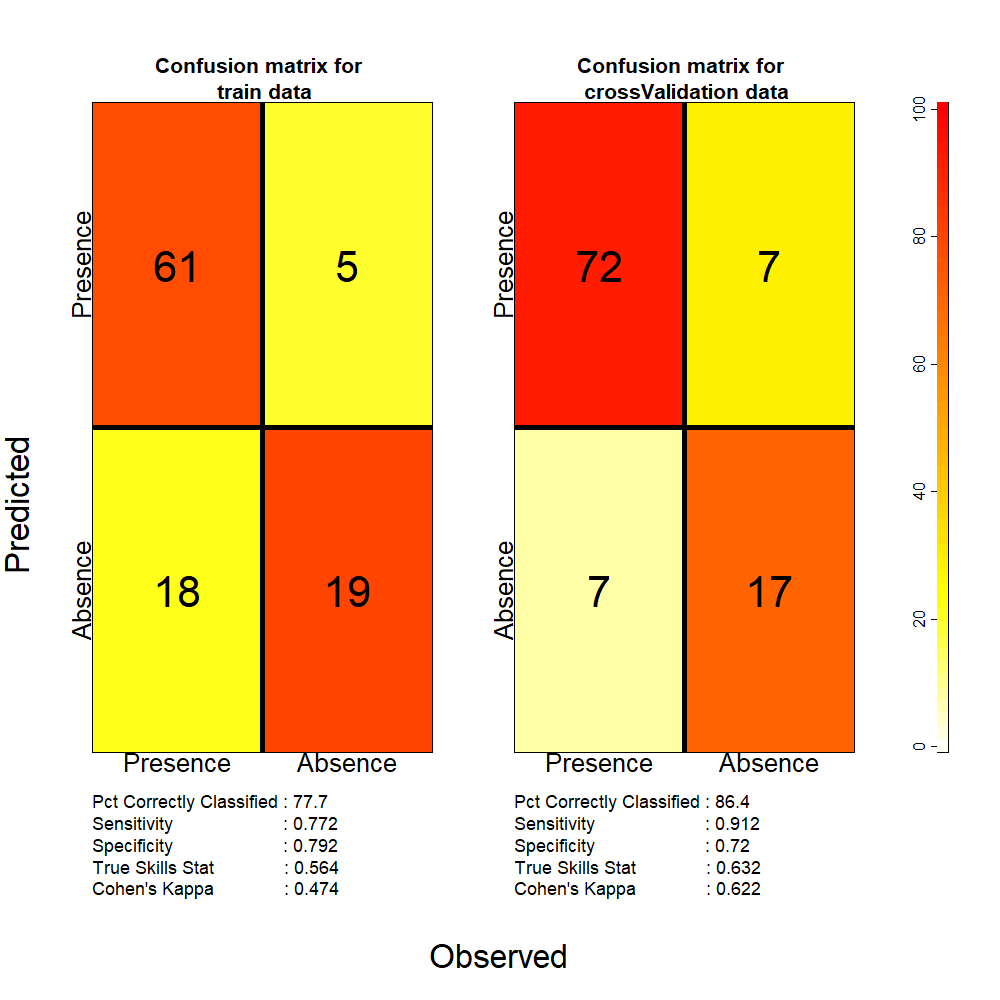 Confusion matrix for
train data
Confusion matrix for
crossValidation data
Predicted
Presence
Absence
61
5
18
19
Presence
Absence
Presence
Absence
72
7
7
17
Presence
Absence
100
80
60
40
20
0
Pct Correctly Classified : 77.7
Sensitivity : 0.772
Specificity : 0.792
True Skills Stat : 0.564
Cohen's Kappa : 0.474
Pct Correctly Classified : 86.4
Sensitivity : 0.912
Specificity : 0.72
True Skills Stat : 0.632
Cohen's Kappa : 0.622
Observed